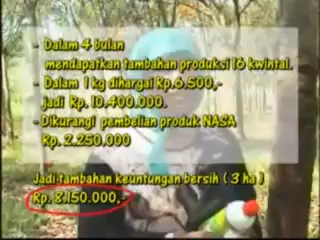 - Dalam 4 bulan
mendapatkan tambahan produksi 16 kwintal.
- Dalam 1 kg dihargai Rp.6.500,-
jadi Rp. 10.400.000.
- Dikurangi pembelian produk NASA
Rp. 2.250.000
Jadi tambahan keuntungan bersih ( 3 ha )
Rp. 8.150.000,-